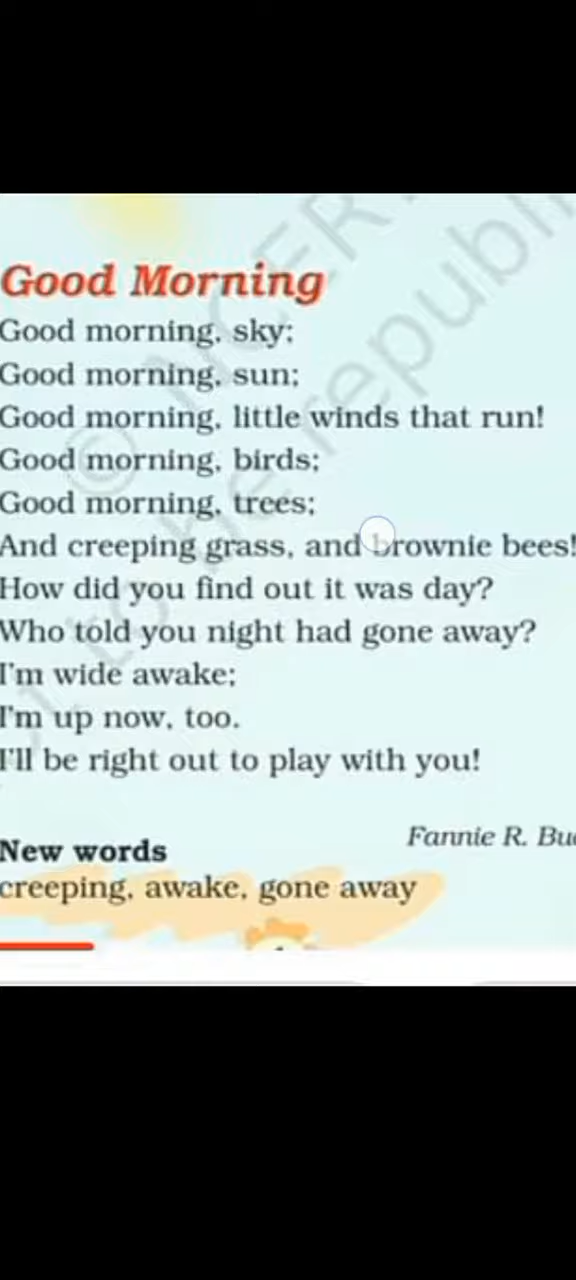 Good Morning
Good morning, sky;
Good morning, sun;
Good morning, little winds that run!
Good morning, birds;
Good morning, trees;
And creeping grass, and brownie bees!
How did you find out it was day?
Who told you night had gone away?
I'm wide awake;
I'm up now, too.
I'll be right out to play with you!
Fannie R.
New words
creeping, awake, gone away